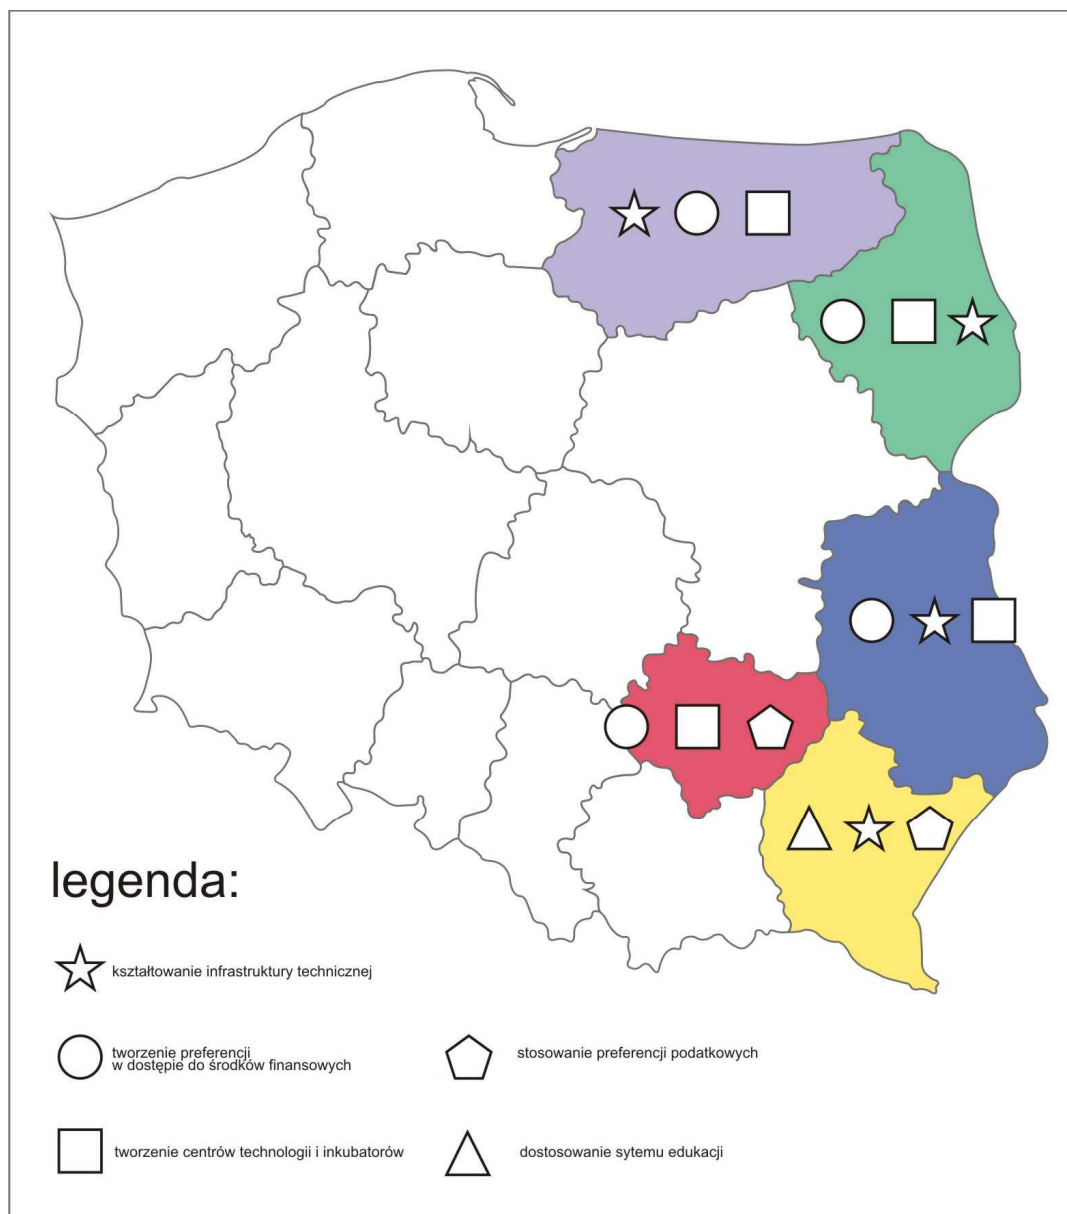 legenda:
kształtowanie infrastruktury technicznej
tworzenie preferencji
w dostępie do środków finansowych
stosowanie preferencji podatkowych
tworzenie centrów technologii i inkubatorów
dostosowanie sytemu edukacji